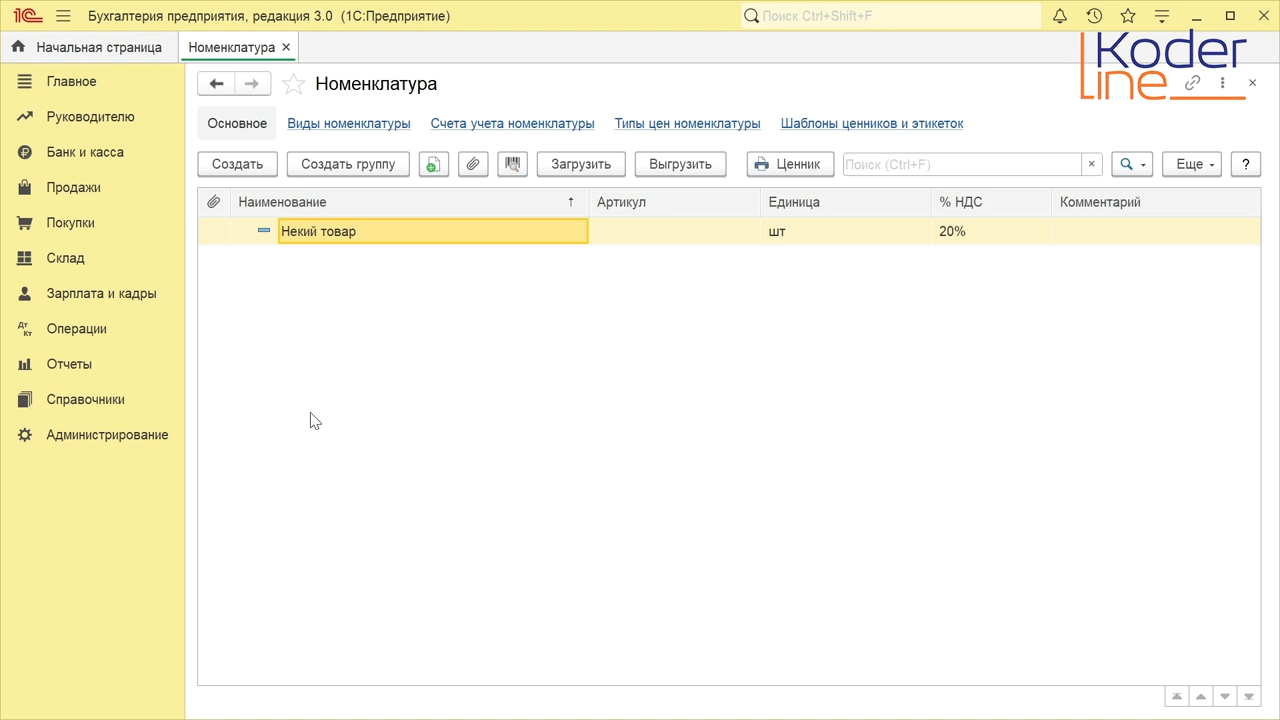 1С Бухгалтерия предприятия, редакция 3.0 (1С:Предприятие) Поиск Ctrl+Shift+F
Начальная страница Номенклатура
Koder
line
Главное
Руководителю
Банк и касса
Продажи
Покупки
Склад
Зарплата и кадры
Операции
Отчеты
Справочники
Администрирование
Номенклатура
Основное Виды номенклатуры Счета учета номенклатуры Типы цен номенклатуры Шаблоны ценников и этикеток
Создать Создать группу Загрузить Выгрузить Ценник Поиск (Ctrl+F) × Еще ?
Наименование ↑ Артикул Единица % НДС Комментарий
Некий товар шт 20%